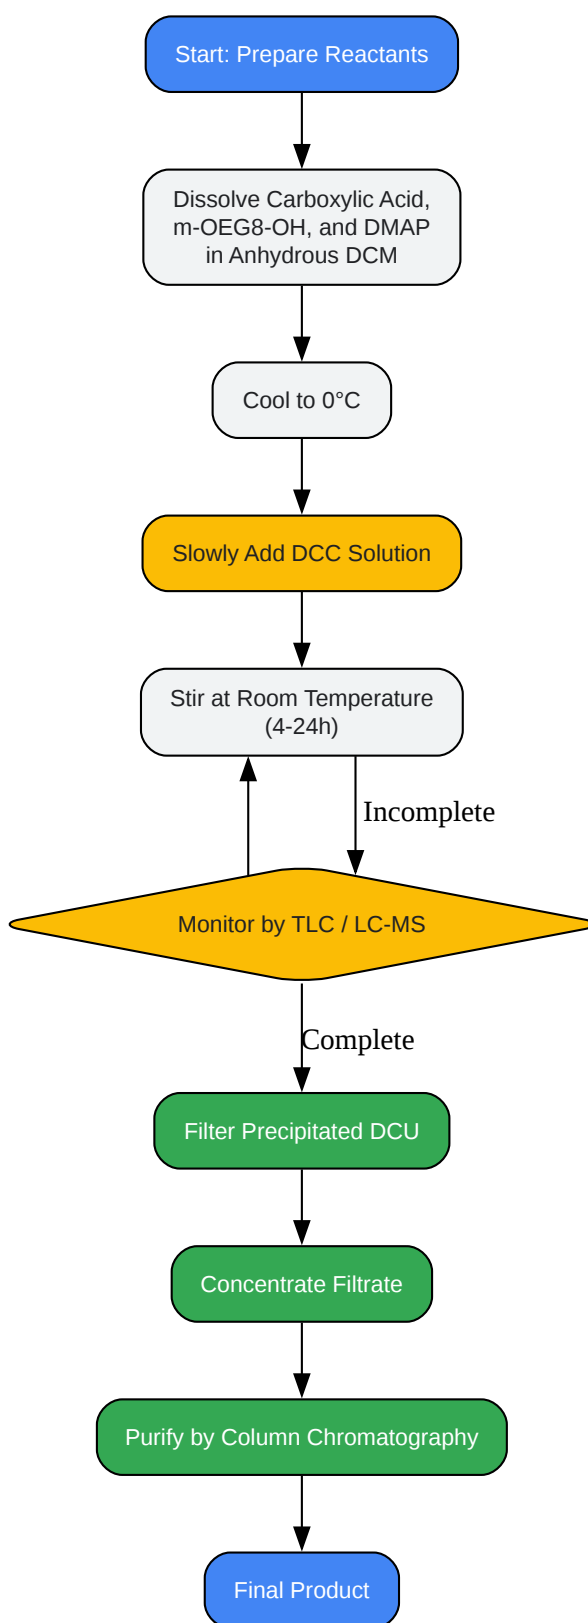 Start: Prepare Reactants
Dissolve Carboxylic Acid,
m-OEG8-OH, and DMAP
in Anhydrous DCM
Cool to 0°C
Slowly Add DCC Solution
Stir at Room Temperature
(4-24h)
Incomplete
Monitor by TLC / LC-MS
Complete
Filter Precipitated DCU
Concentrate Filtrate
Purify by Column Chromatography
Final Product